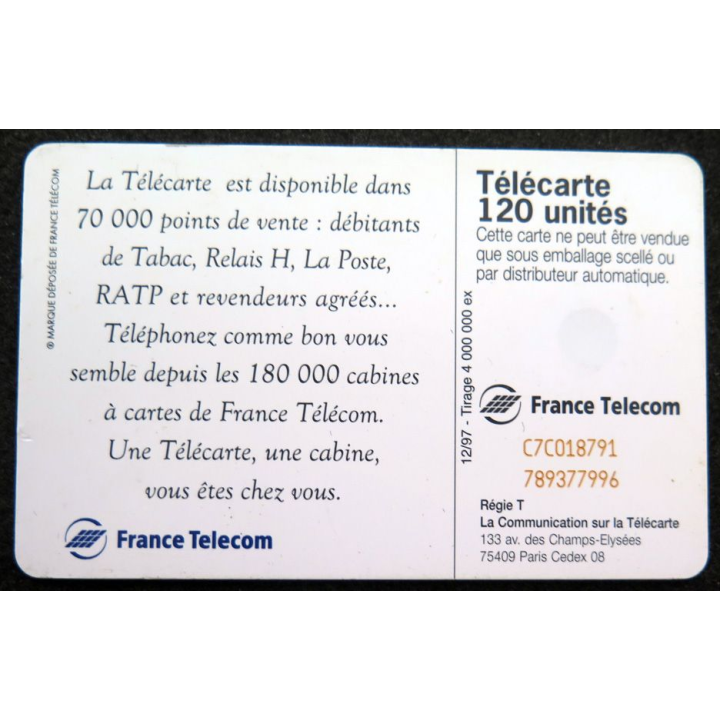 ® MARQUE DÉPOSÉE DE FRANCE TÉLÉCOM
La Télécarte est disponible dans
70 000 points de vente : débitants
de Tabac, Relais H, La Poste,
RATP et revendeurs agréés...
Téléphonez comme bon vous
semble depuis les 180 000 cabines
à cartes de France Télécom.
Une Télécarte, une cabine,
vous êtes chez vous.
France Telecom
12/97 - Tirage 4 000 000 ex
Télécarte
120 unités
Cette carte ne peut être vendue
que sous emballage scellé ou
par distributeur automatique.
France Telecom
C7C018791
789377996
Régie T
La Communication sur la Télécarte
133 av. des Champs-Elysées
75409 Paris Cedex 08